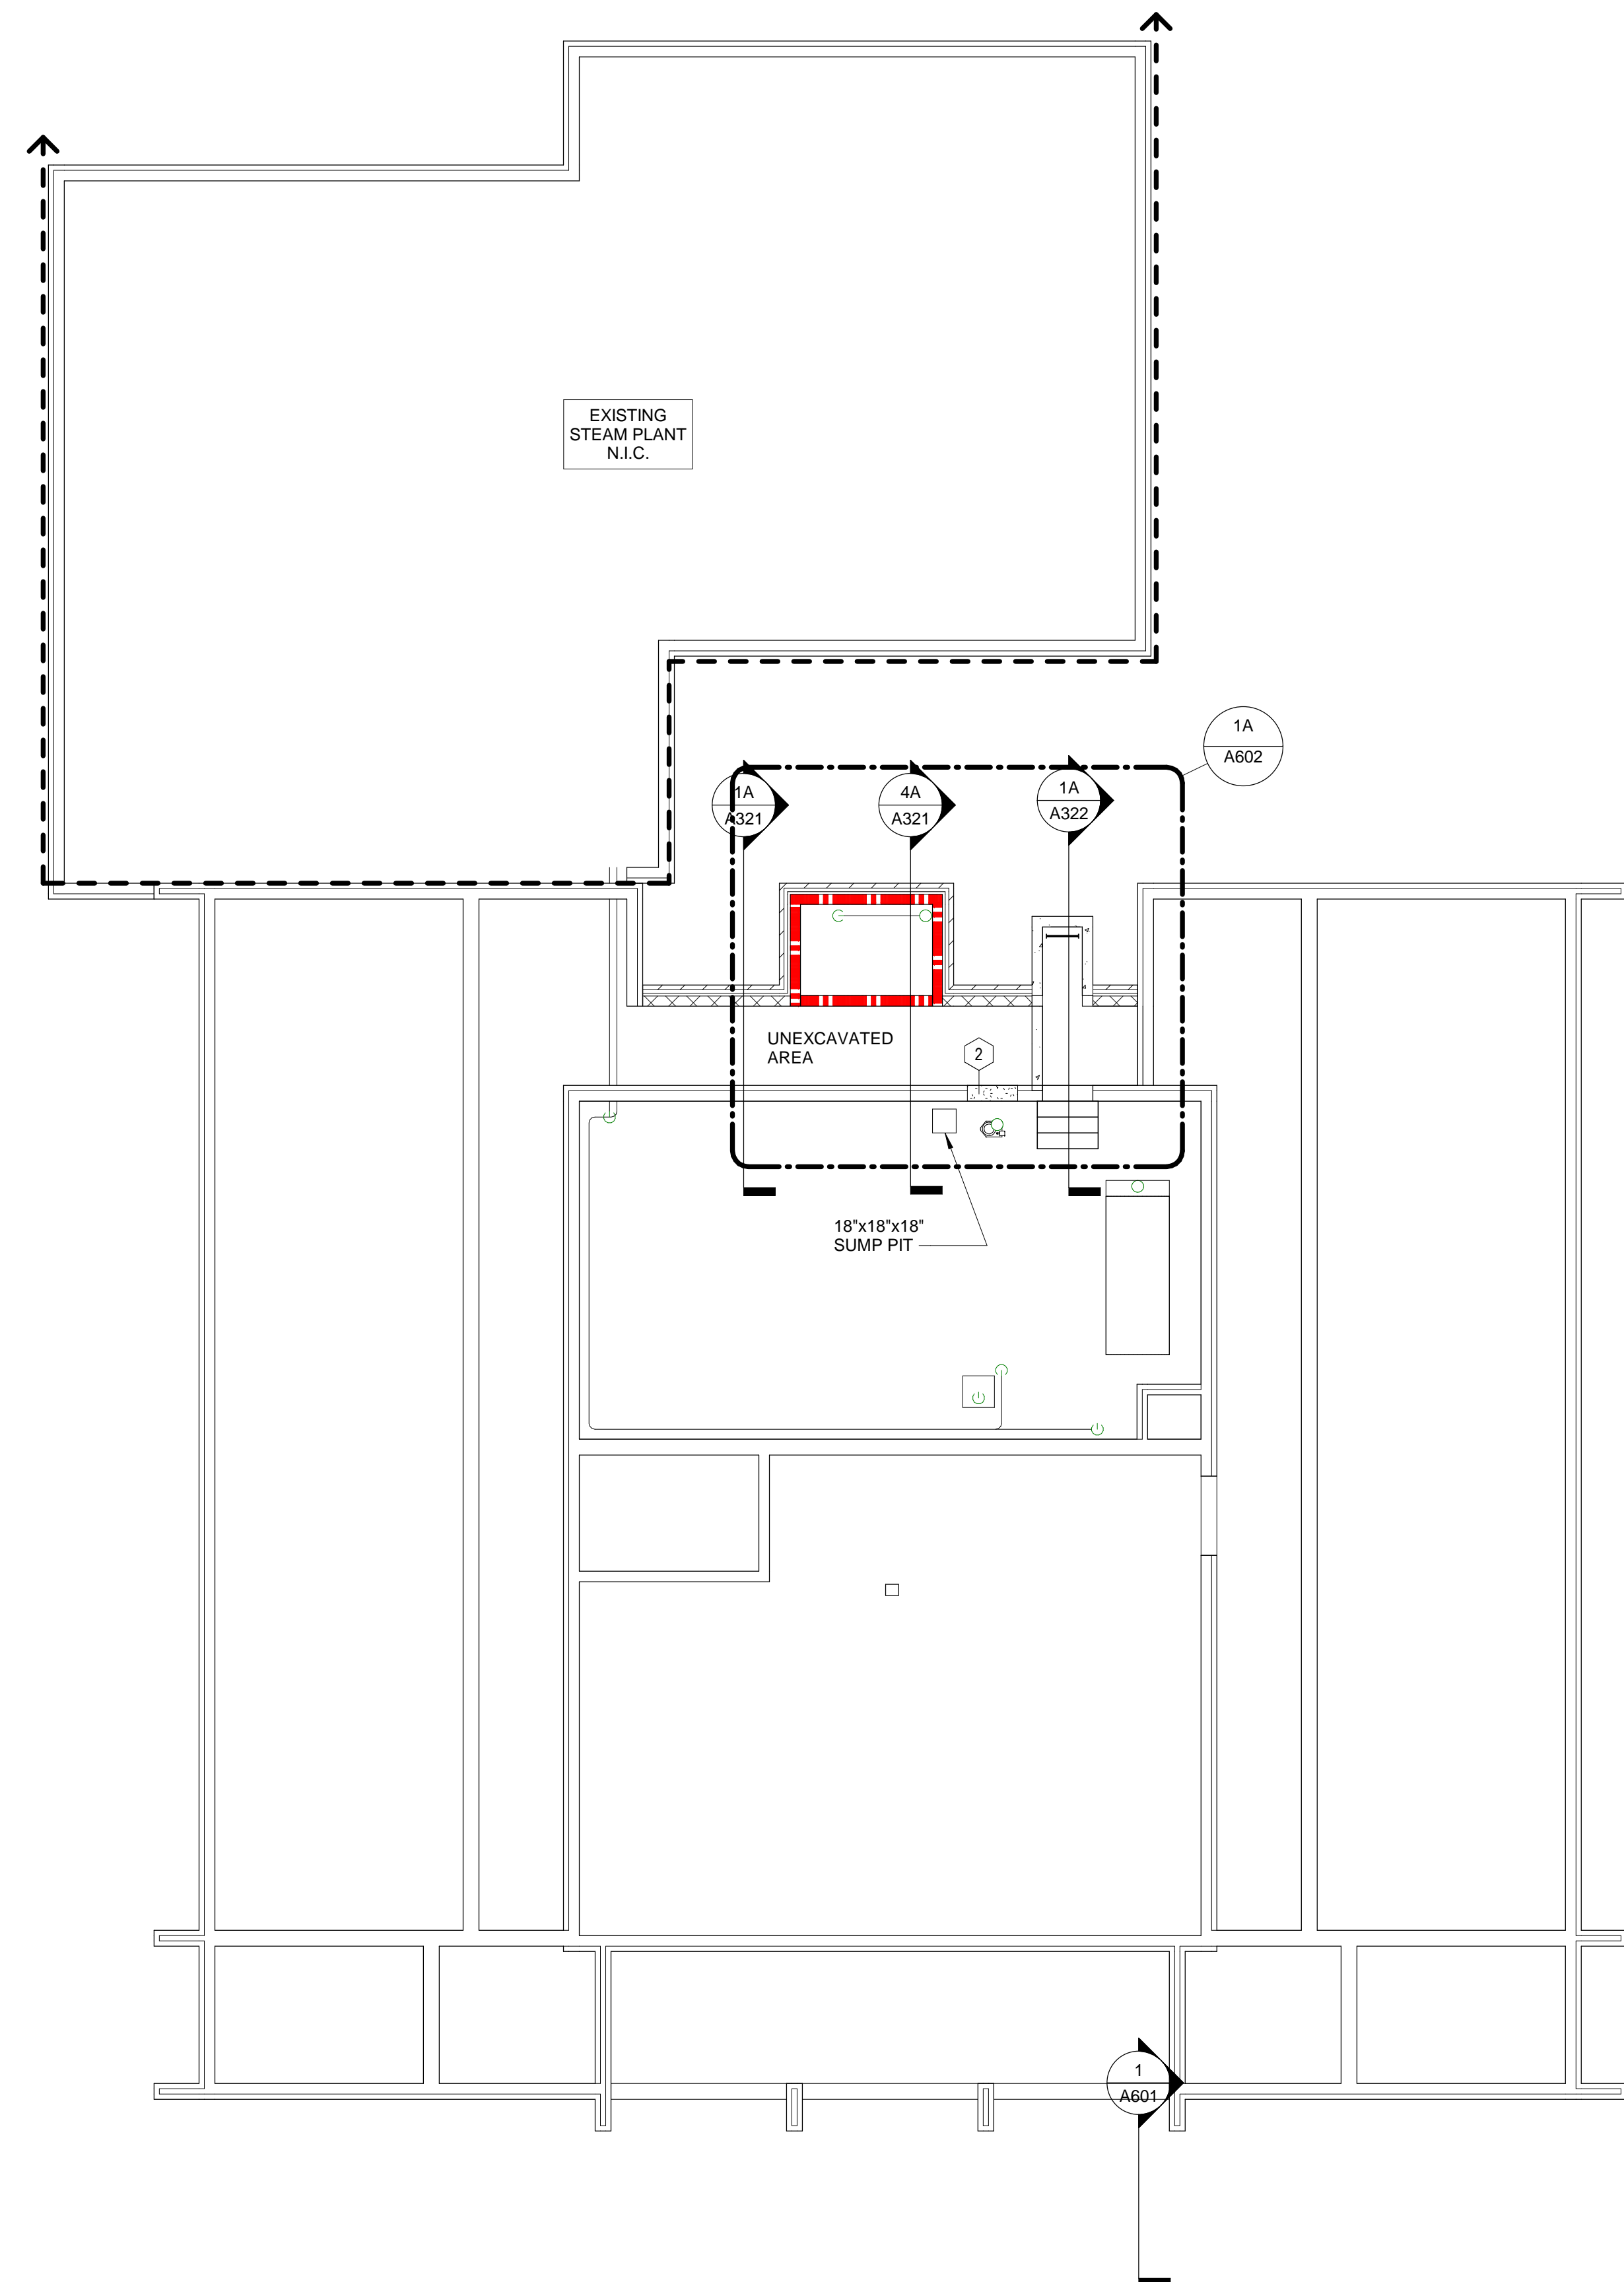 EXISTING
STEAM PLANT
N.I.C.
1A
A602
1A
A321
4A
A321
1A
A322
UNEXCAVATED
AREA
2
18"x18"x18"
SUMP PIT
1
A601